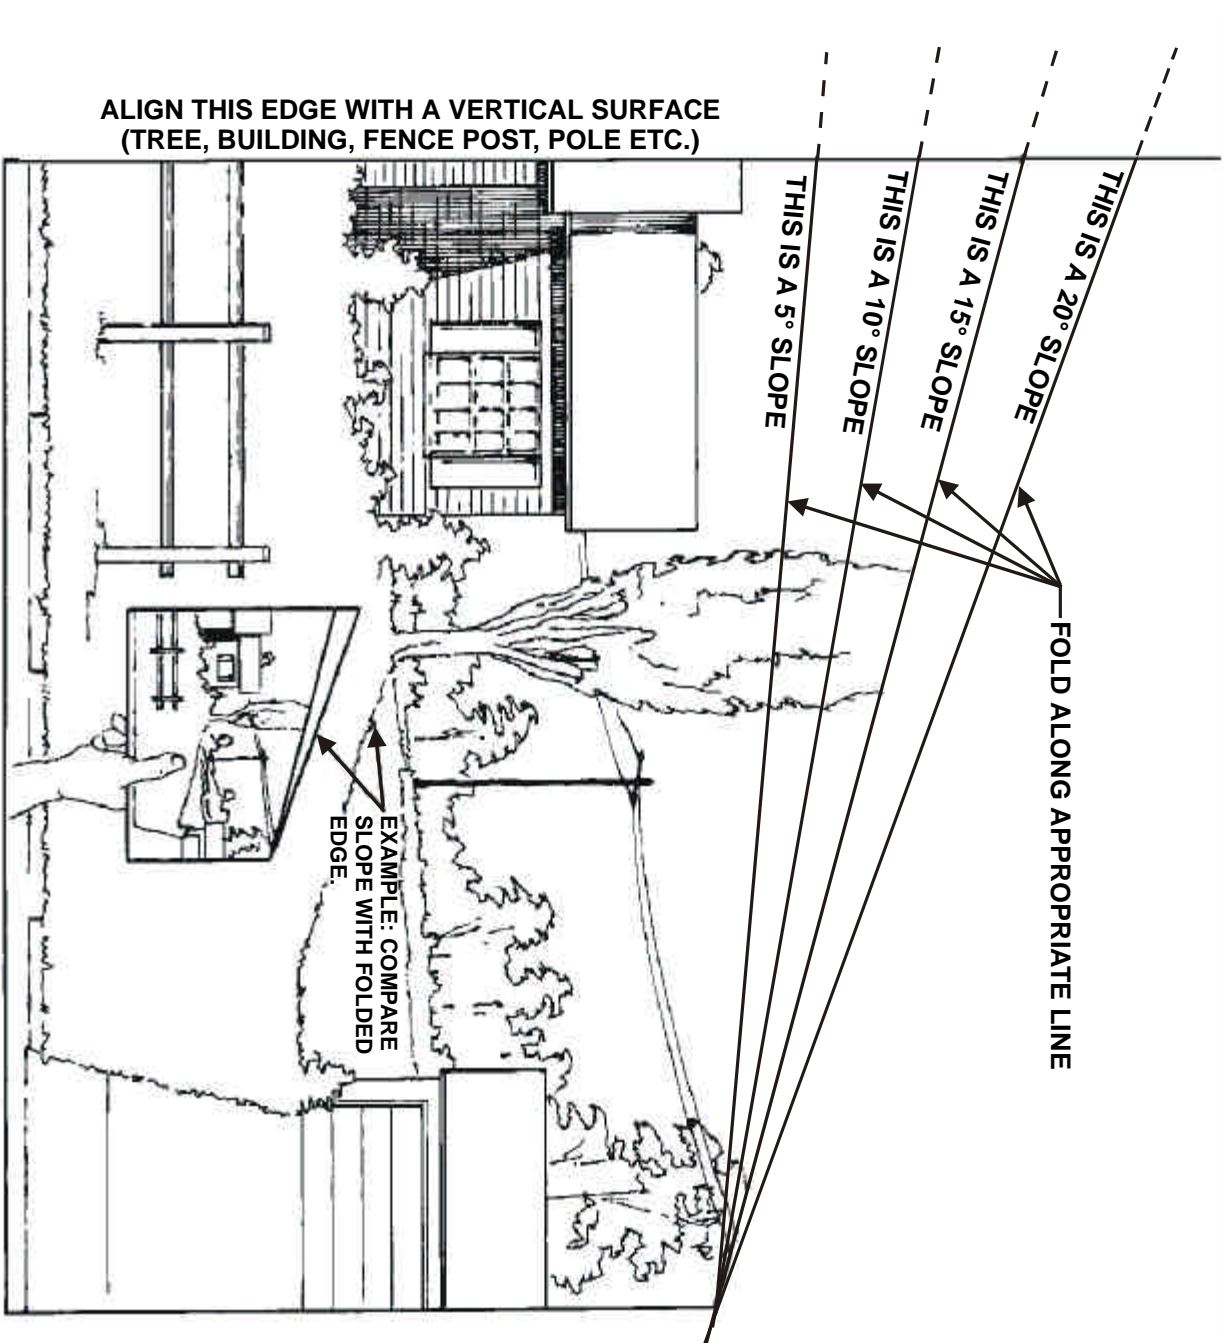 ALIGN THIS EDGE WITH A VERTICAL SURFACE
(TREE, BUILDING, FENCE POST, POLE ETC.)
THIS IS A 5° SLOPE
THIS IS A 10° SLOPE
THIS IS A 15° SLOPE
THIS IS A 20° SLOPE
FOLD ALONG APPROPRIATE LINE
EXAMPLE: COMPARE
SLOPE WITH FOLDED
EDGE.